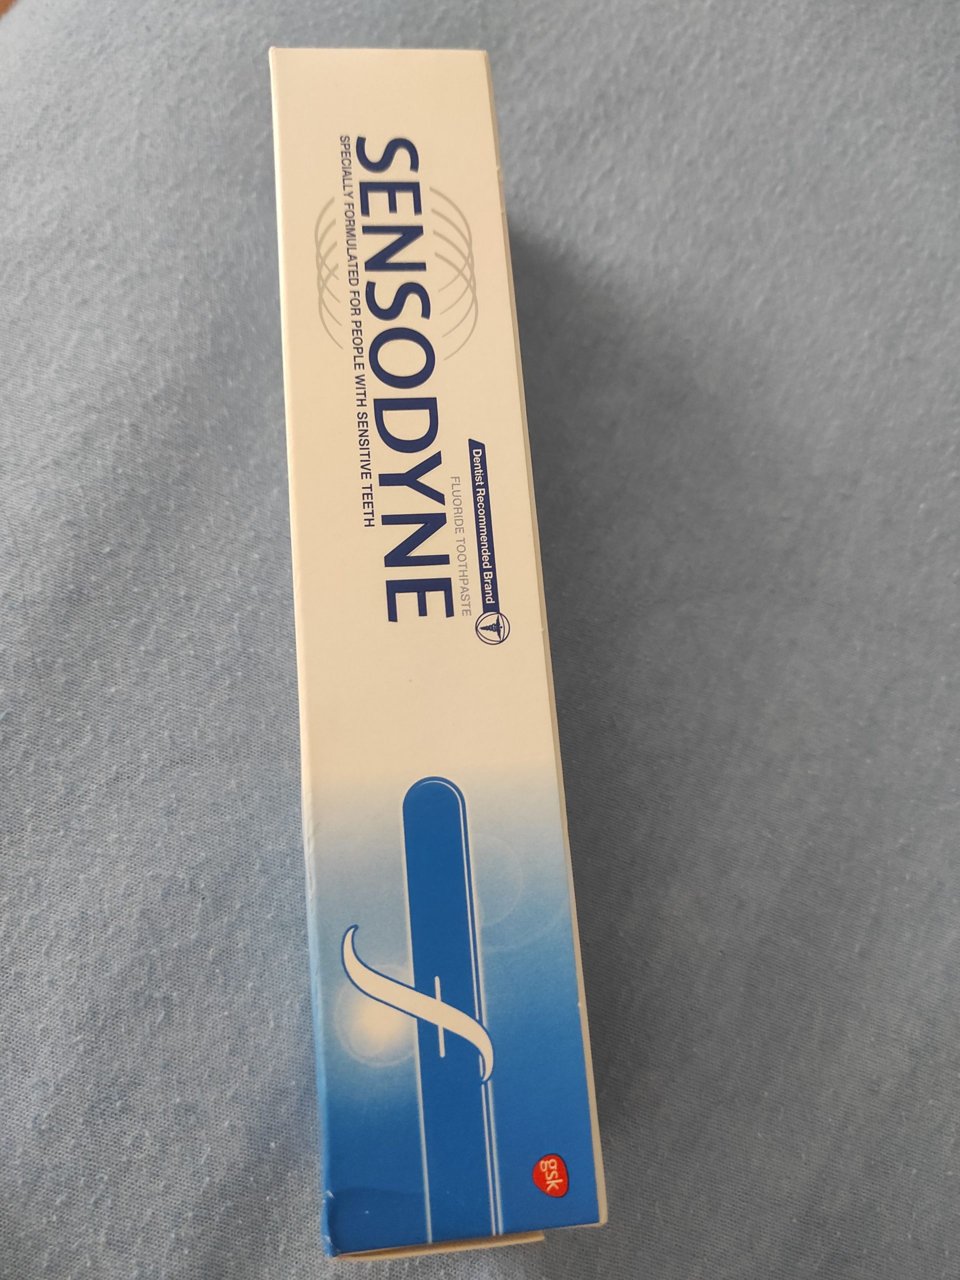 Dentist Recommended Brand
FLUORIDE TOOTHPASTE
SENSODYNE
SPECIALLY FORMULATED FOR PEOPLE WITH SENSITIVE TEETH
gsk